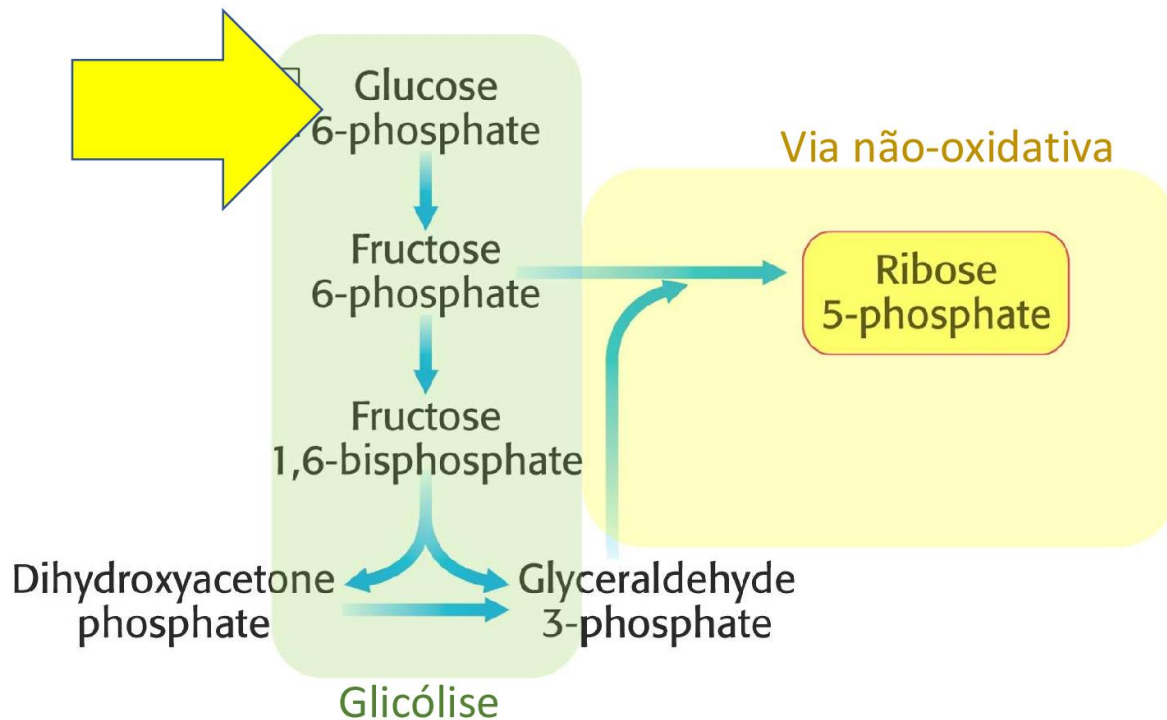 Glucose
6-phosphate
Via não-oxidativa
Fructose
6-phosphate
Ribose
5-phosphate
Fructose
1,6-bisphosphate
Dihydroxyacetone
phosphate
Glyceraldehyde
3-phosphate
Glicólise